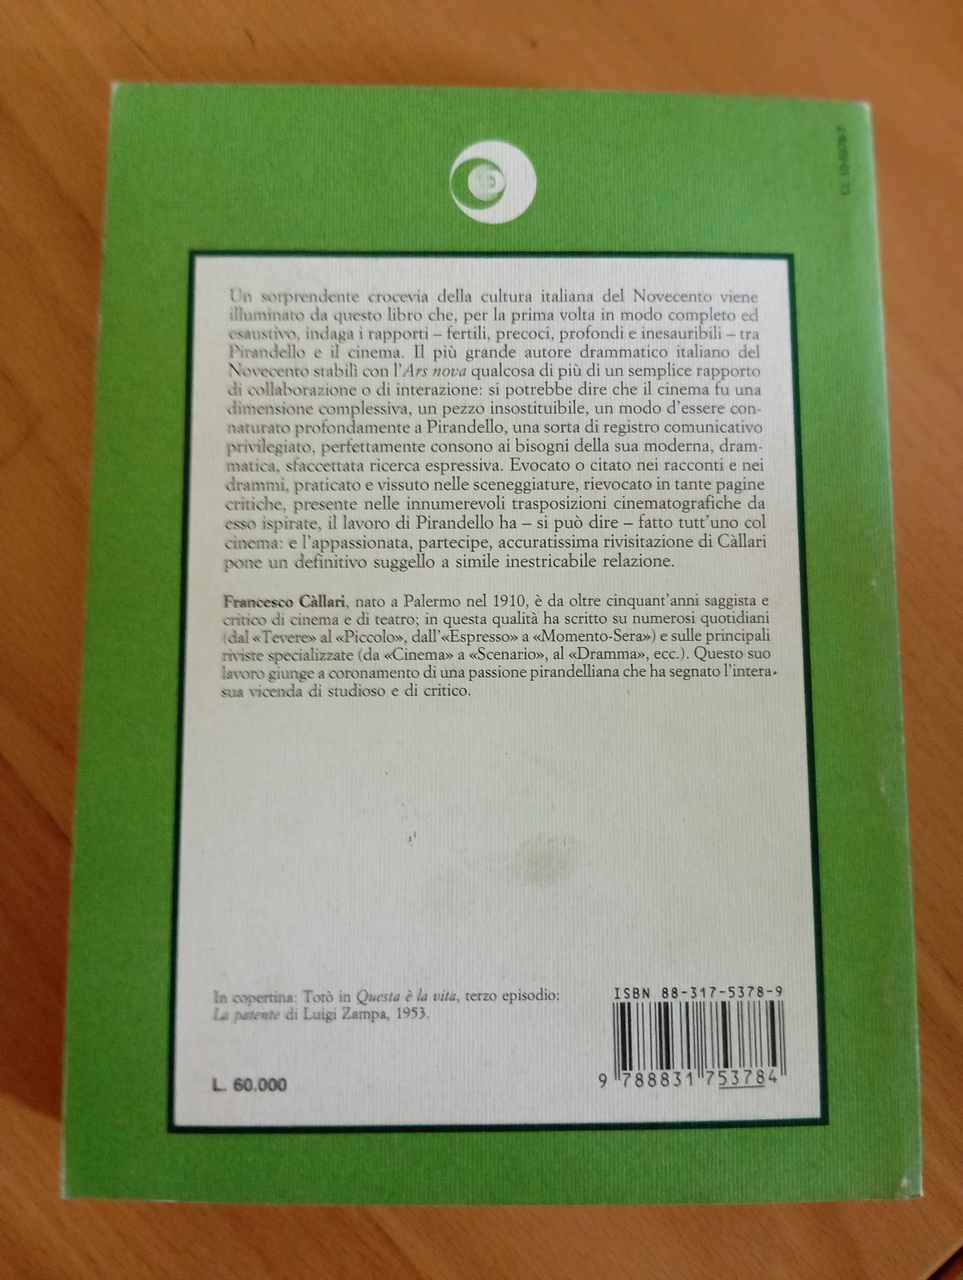 Un sorprendente crocevia della cultura italiana del Novecento viene
illuminato da questo libro che, per la prima volta in modo completo ed
esaustivo, indaga i rapporti – fertili, precoci, profondi e inesauribili – tra
Pirandello e il cinema. Il più grande autore drammatico italiano del
Novecento stabilì con l'Ars nova qualcosa di più di un semplice rapporto
di collaborazione o di interazione: si potrebbe dire che il cinema fu una
dimensione complessiva, un pezzo insostituibile, un modo d'essere con-
naturato profondamente a Pirandello, una sorta di registro comunicativo
privilegiato, perfettamente consono ai bisogni della sua moderna, dram-
matica, sfaccettata ricerca espressiva. Evocato o citato nei racconti e nei
drammi, praticato e vissuto nelle sceneggiature, rievocato in tante pagine
critiche, presente nelle innumerevoli trasposizioni cinematografiche da
esso ispirate, il lavoro di Pirandello ha – si può dire – fatto tutt'uno col
cinema: e l'appassionata, partecipe, accuratissima rivisitazione di Càllari
pone un definitivo suggello a simile inestricabile relazione.
Francesco Càllari, nato a Palermo nel 1910, è da oltre cinquant'anni saggista e
critico di cinema e di teatro; in questa qualità ha scritto su numerosi quotidiani
(dal «Tevere» al «Piccolo», dall'«Espresso» a «Momento-Sera») e sulle principali
riviste specializzate (da «Cinema» a «Scenario», al «Dramma», ecc.). Questo suo
lavoro giunge a coronamento di una passione pirandelliana che ha segnato l'intera
sua vicenda di studioso e di critico.
In copertina: Totò in Questa è la vita, terzo episodio:
La patente di Luigi Zampa, 1953.
L. 60.000
ISBN 88-317-5378-9
9 788831 753784